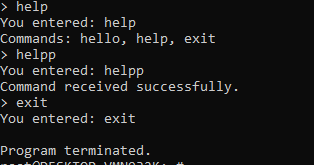 > help
You entered: help
Commands: hello, help, exit
> helpp
You entered: helpp
Command received successfully.
> exit
You entered: exit
Program terminated.